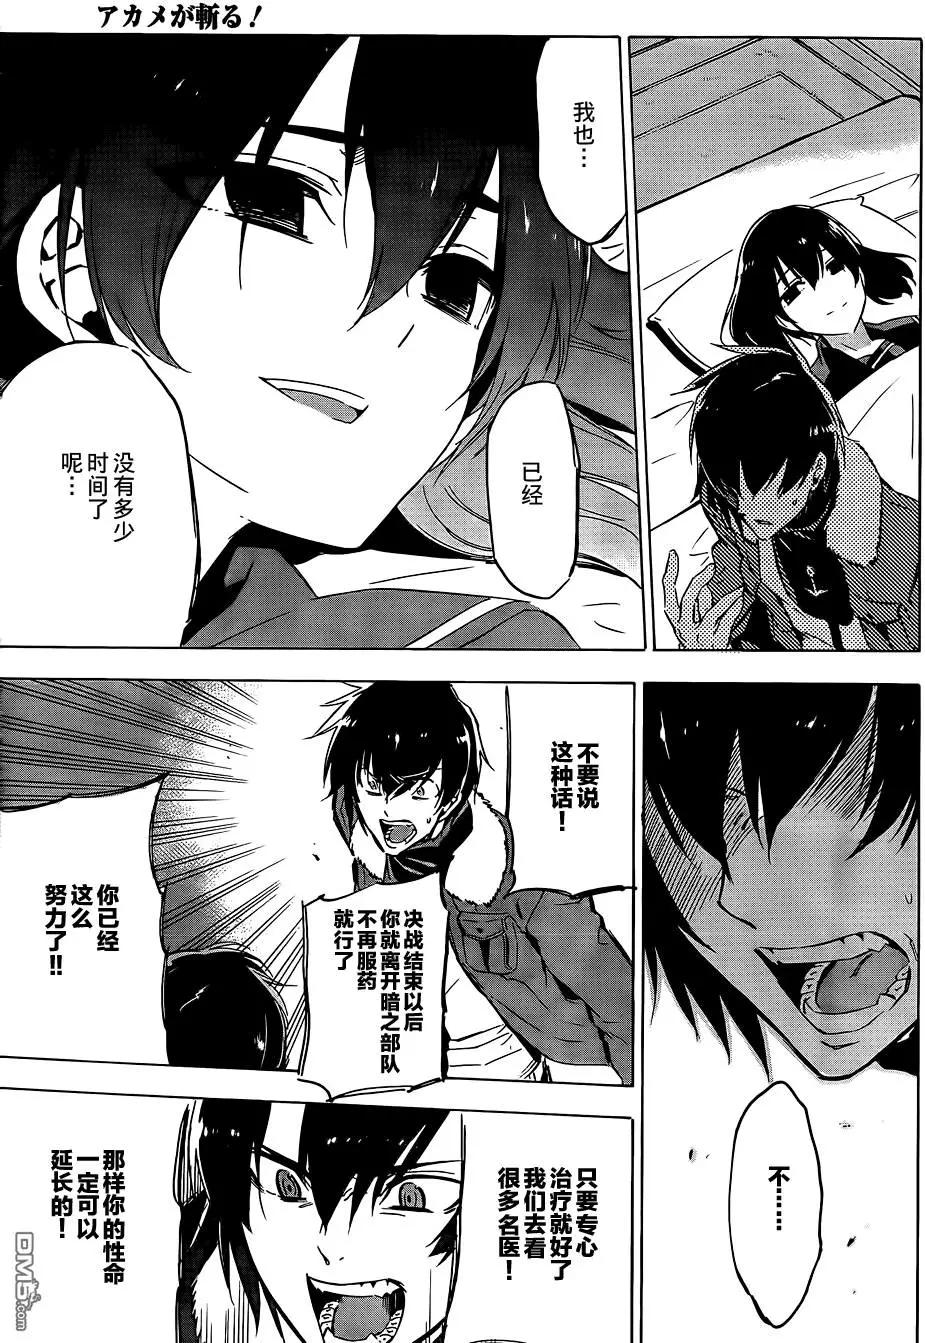 アカメが斬る！
我也…
已经
没有多少
时间了
呢…
不……
不要说
这种话！
决战结束以后
你就离开暗之部队
不再服药
就行了
你已经
这么
努力了!!
只要专心
治疗就好了
我们去看
很多名医！
那样你的性命
一定可以
延长的！
DM5